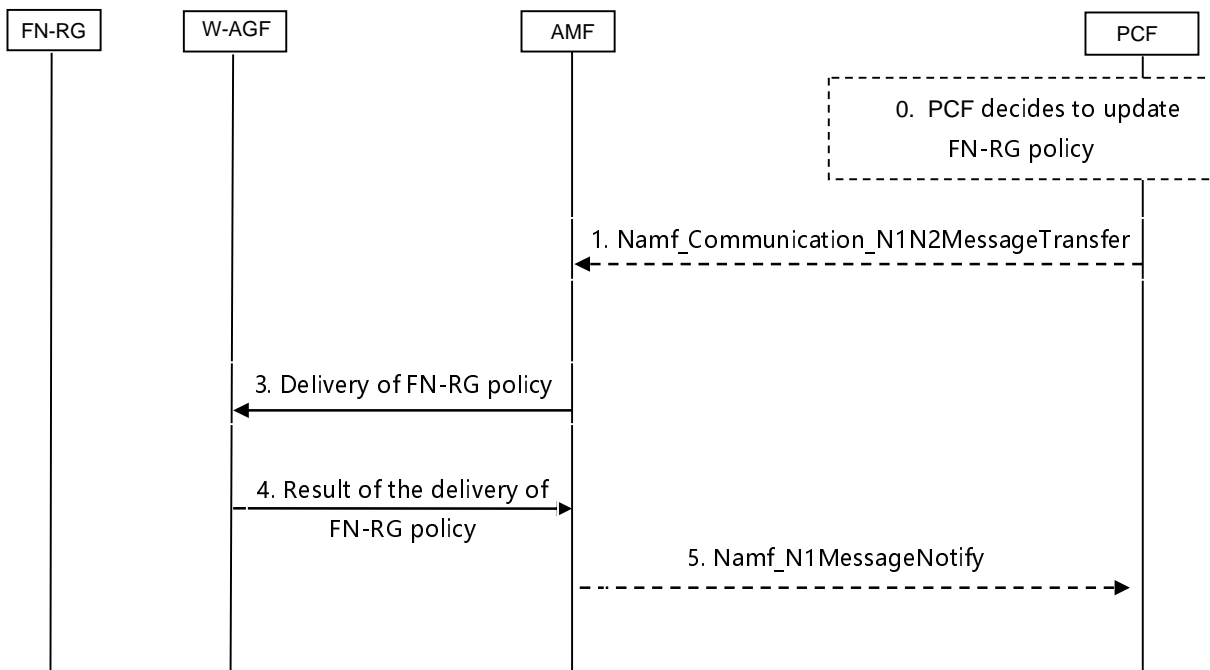 FN-RG
W-AGF
AMF
PCF
0. PCF decides to update
FN-RG policy
1. Namf_Communication_N1N2MessageTransfer
3. Delivery of FN-RG policy
4. Result of the delivery of
FN-RG policy
5. Namf_N1MessageNotify